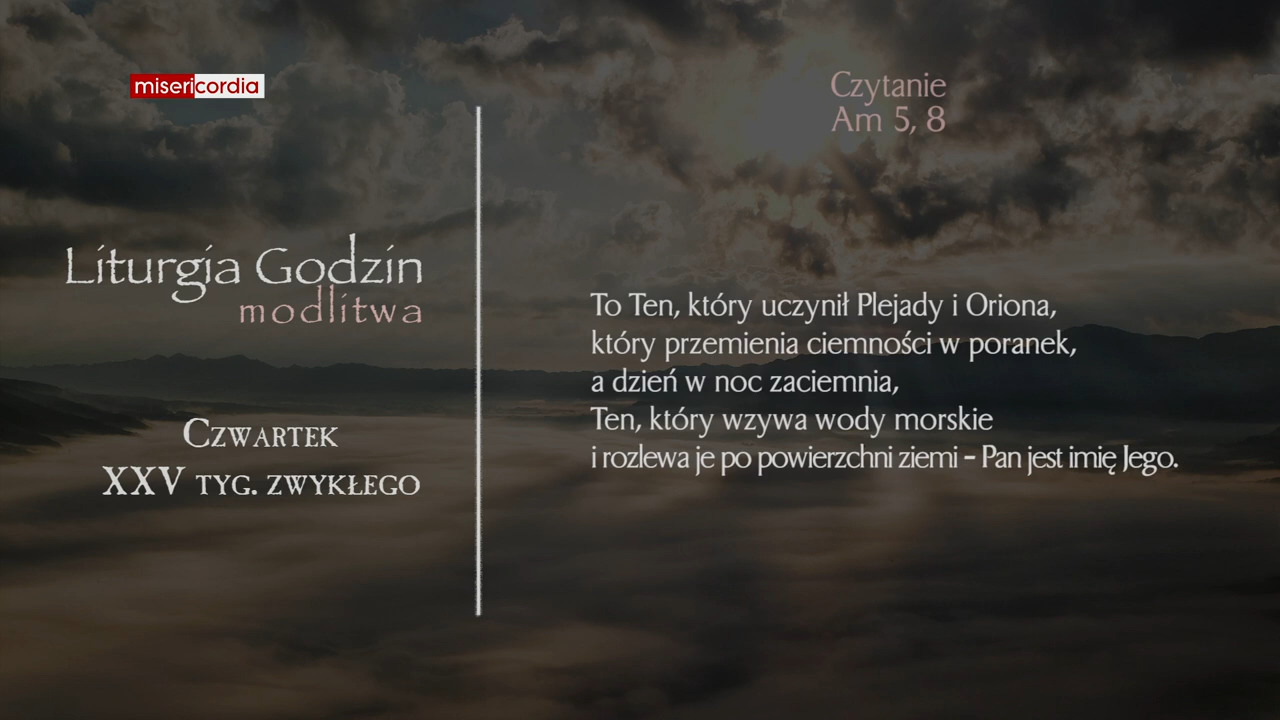 misericordia
Liturgia Godzin
modlitwa
Czwartek
XXV tyg. zwykłego
Czytanie
Am 5, 8
To Ten, który uczynił Plejady i Oriona,
który przemienia ciemności w poranek,
a dzień w noc zaciemnia,
Ten, który wzywa wody morskie
i rozlewa je po powierzchni ziemi – Pan jest imię Jego.